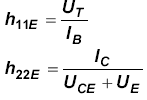 h11E = UT / IB
h22E = IC / (UCE + UE)